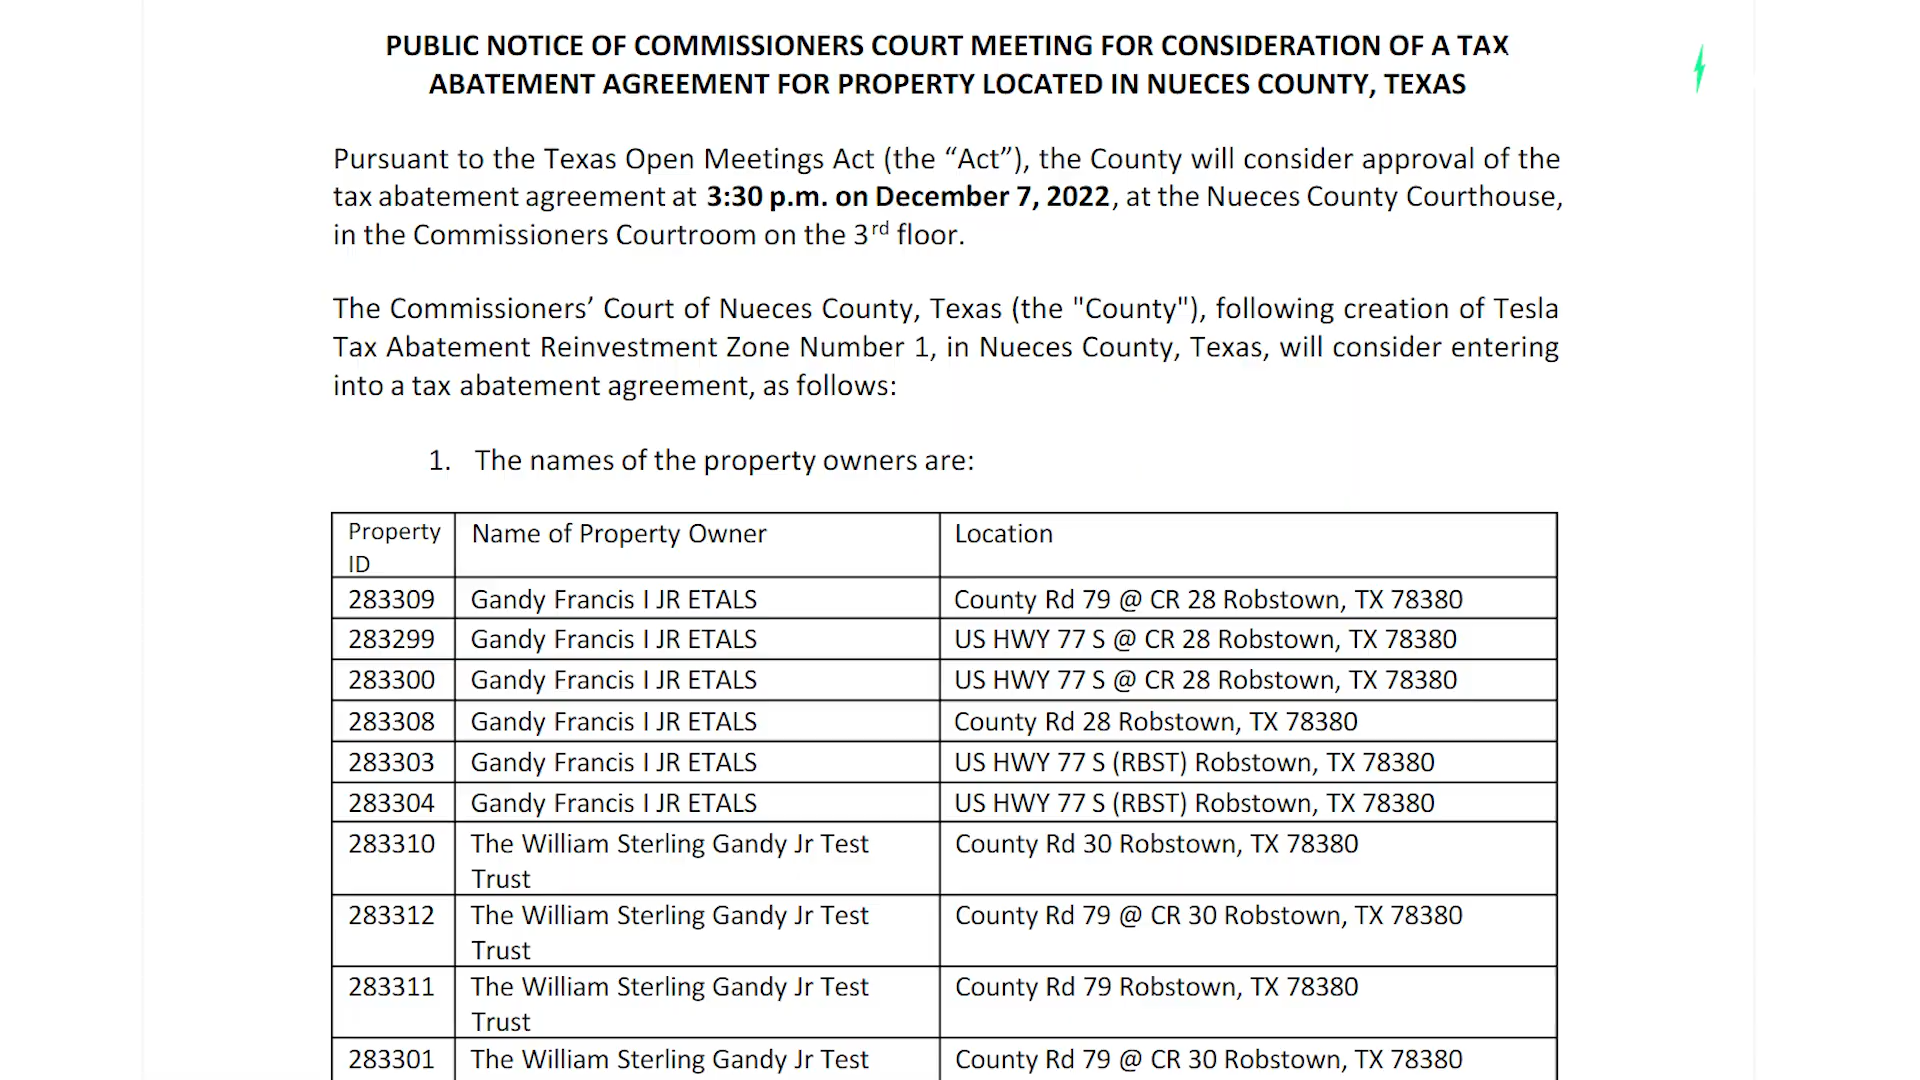 PUBLIC NOTICE OF COMMISSIONERS COURT MEETING FOR CONSIDERATION OF A TAX
ABATEMENT AGREEMENT FOR PROPERTY LOCATED IN NUECES COUNTY, TEXAS
Pursuant to the Texas Open Meetings Act (the “Act”), the County will consider approval of the
tax abatement agreement at 3:30 p.m. on December 7, 2022, at the Nueces County Courthouse,
in the Commissioners Courtroom on the 3rd floor.
The Commissioners’ Court of Nueces County, Texas (the "County"), following creation of Tesla
Tax Abatement Reinvestment Zone Number 1, in Nueces County, Texas, will consider entering
into a tax abatement agreement, as follows:
1. The names of the property owners are:
Property ID Name of Property Owner Location
283309 Gandy Francis I JR ETALS County Rd 79 @ CR 28 Robstown, TX 78380
283299 Gandy Francis I JR ETALS US HWY 77 S @ CR 28 Robstown, TX 78380
283300 Gandy Francis I JR ETALS US HWY 77 S @ CR 28 Robstown, TX 78380
283308 Gandy Francis I JR ETALS County Rd 28 Robstown, TX 78380
283303 Gandy Francis I JR ETALS US HWY 77 S (RBST) Robstown, TX 78380
283304 Gandy Francis I JR ETALS US HWY 77 S (RBST) Robstown, TX 78380
283310 The William Sterling Gandy Jr Test Trust County Rd 30 Robstown, TX 78380
283312 The William Sterling Gandy Jr Test Trust County Rd 79 @ CR 30 Robstown, TX 78380
283311 The William Sterling Gandy Jr Test Trust County Rd 79 Robstown, TX 78380
283301 The William Sterling Gandy Jr Test County Rd 79 @ CR 30 Robstown, TX 78380